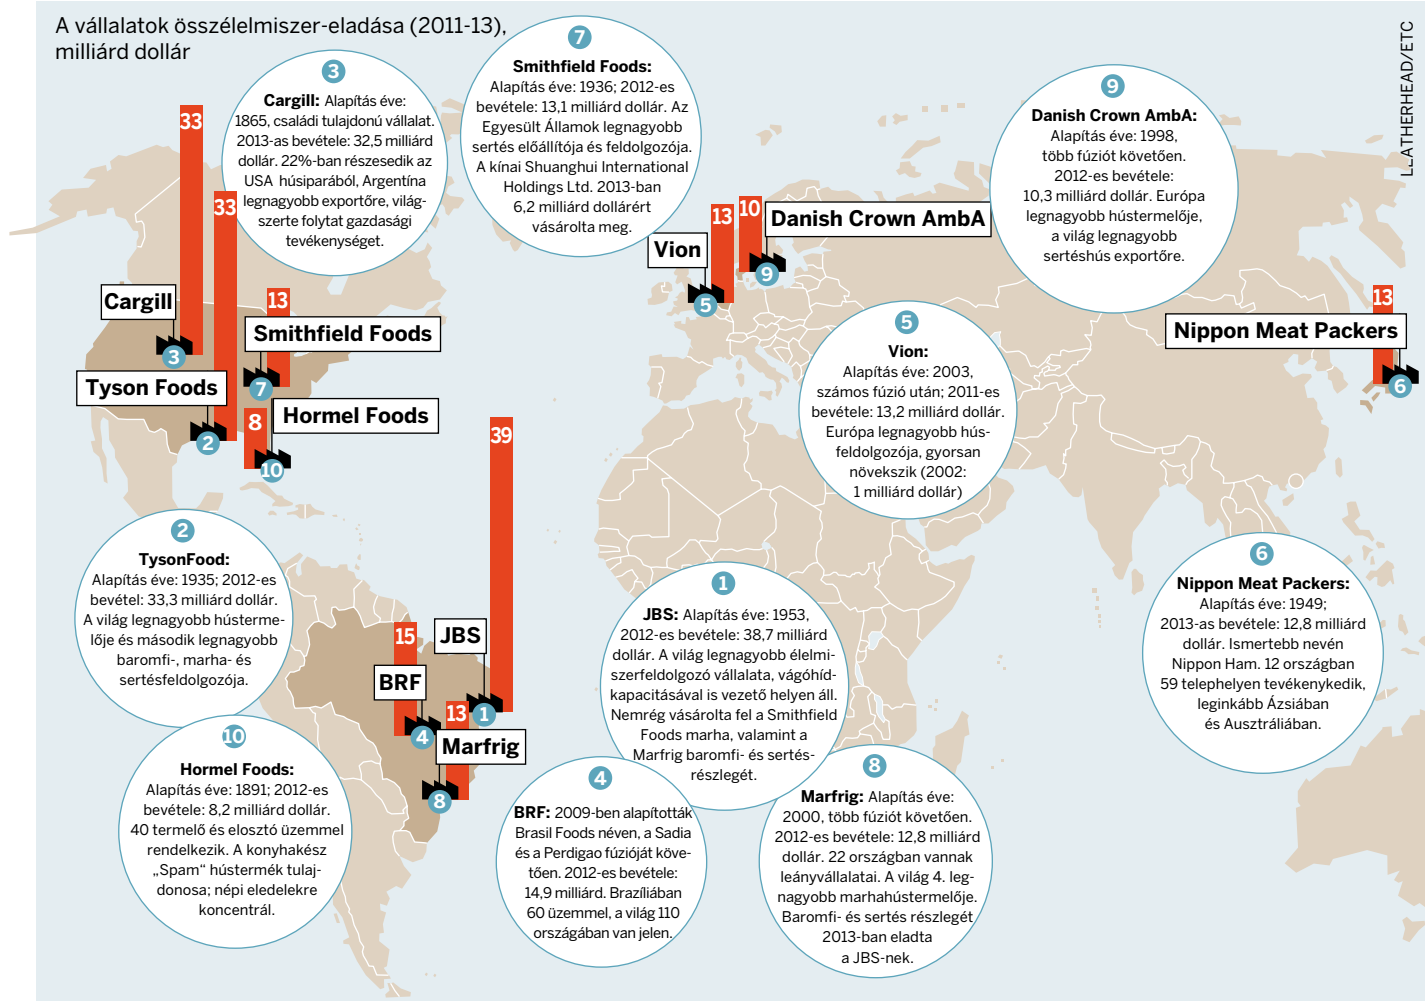 A vállalatok összélelmiszer-eladása (2011-13),
milliárd dollár
LEATHERHEAD/ETC
3
Cargill: Alapítás éve:
1865, családi tulajdonú vállalat.
2013-as bevétele: 32,5 milliárd
dollár. 22%-ban részesedik az
USA húsiparából, Argentína
legnagyobb exportőre, világ-
szerte folytat gazdasági
tevékenységet.
7
Smithfield Foods:
Alapítás éve: 1936; 2012-es
bevétele: 13,1 milliárd dollár. Az
Egyesült Államok legnagyobb
sertés előállítója és feldolgozója.
A kínai Shuanghui International
Holdings Ltd. 2013-ban
6,2 milliárd dollárért
vásárolta meg.
9
Danish Crown AmbA:
Alapítás éve: 1998,
több fúziót követően.
2012-es bevétele:
10,3 milliárd dollár. Európa
legnagyobb hústermelője,
a világ legnagyobb
sertéshús exportőre.
33
Cargill
3
33
Tyson Foods
2
13
Smithfield Foods
7
8
Hormel Foods
10
13
Vion
5
10
Danish Crown AmbA
9
13
Nippon Meat Packers
6
5
Vion:
Alapítás éve: 2003,
számos fúzió után; 2011-es
bevétele: 13,2 milliárd dollár.
Európa legnagyobb hús-
feldolgozója, gyorsan
növekszik (2002:
1 milliárd dollár)
39
JBS
1
15
BRF
4
13
Marfrig
8
2
TysonFood:
Alapítás éve: 1935; 2012-es
bevétel: 33,3 milliárd dollár.
A világ legnagyobb hústerme-
lője és második legnagyobb
baromfi-, marha- és
sertésfeldolgozója.
1
JBS: Alapítás éve: 1953,
2012-es bevétele: 38,7 milliárd
dollár. A világ legnagyobb élelmi-
szerfeldolgozó vállalata, vágóhíd-
kapacitásával is vezető helyen áll.
Nemrég vásárolta fel a Smithfield
Foods marha, valamint a
Marfrig baromfi- és sertés-
részlegét.
6
Nippon Meat Packers:
Alapítás éve: 1949;
2013-as bevétele: 12,8 milliárd
dollár. Ismertebb nevén
Nippon Ham. 12 országban
59 telephelyen tevékenykedik,
leginkább Ázsiában
és Ausztráliában.
10
Hormel Foods:
Alapítás éve: 1891; 2012-es
bevétele: 8,2 milliárd dollár.
40 termelő és elosztó üzemmel
rendelkezik. A konyhakész
„Spam“ hústermék tulaj-
donosa; népi eledelekre
koncentrál.
4
BRF: 2009-ben alapították
Brasil Foods néven, a Sadia
és a Perdigao fúzióját köve-
tően. 2012-es bevétele:
14,9 milliárd. Brazíliában
60 üzemmel, a világ 110
országában van jelen.
8
Marfrig: Alapítás éve:
2000, több fúziót követően.
2012-es bevétele: 12,8 milliárd
dollár. 22 országban vannak
leányvállalatai. A világ 4. leg-
nagyobb marhahústermelője.
Baromfi- és sertés részlegét
2013-ban eladta
a JBS-nek.